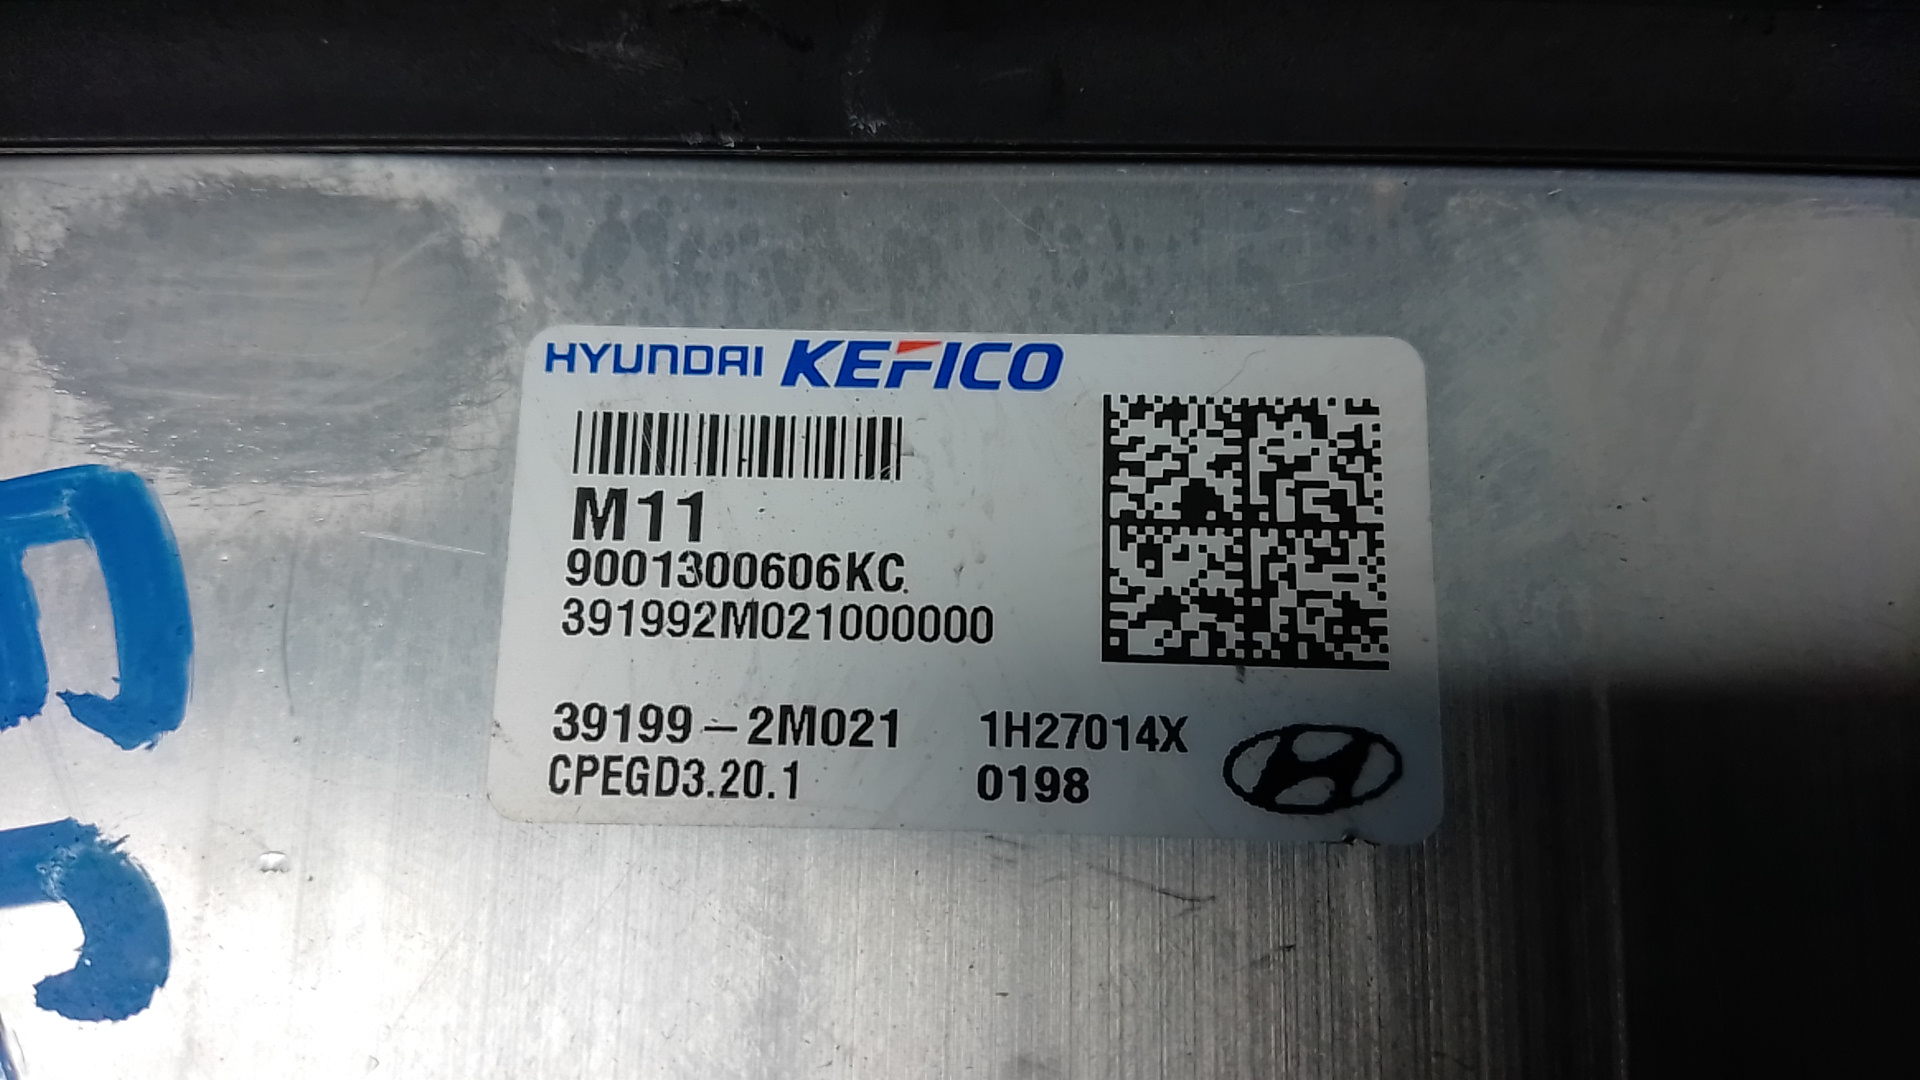 HYUNDAI KEFICO
M11
9001300606KC
391992M021000000
39199-2M021 1H27014X
CPEGD3.20.1 0198